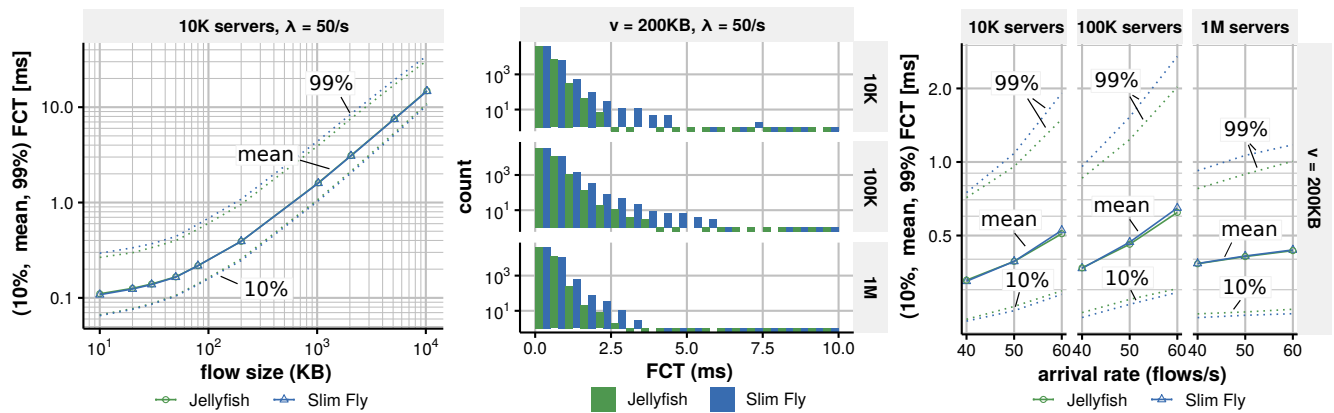 10K servers, λ = 50/s
(10%, mean, 99%) FCT [ms]
10.0
1.0
0.1
99%
mean
10%
10¹
10²
10³
10⁴
flow size (KB)
Jellyfish
Slim Fly
v = 200KB, λ = 50/s
count
10³
10¹
10K
10³
10¹
100K
10³
10¹
1M
0.0
2.5
5.0
7.5
10.0
FCT (ms)
Jellyfish
Slim Fly
10K servers
100K servers
1M servers
(10%, mean, 99%) FCT [ms]
2.0
1.0
0.5
99%
99%
99%
mean
mean
mean
10%
10%
10%
v = 200KB
40
50
60
40
50
60
40
50
60
arrival rate (flows/s)
Jellyfish
Slim Fly